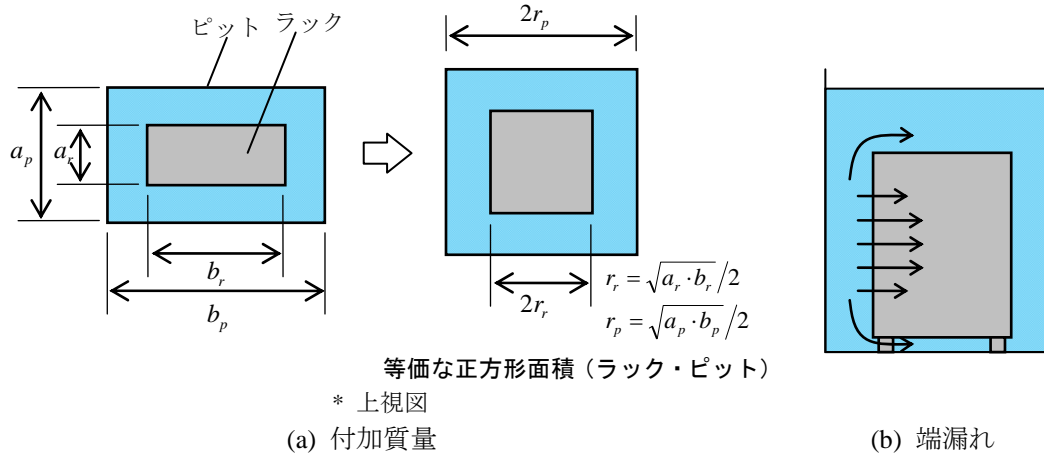 ピット ラック
2r_p
a_p
a_r
b_r
b_p
2r_r
r_r = √(a_r・b_r)/2
r_p = √(a_p・b_p)/2
等価な正方形面積（ラック・ピット）
* 上視図
(a) 付加質量
(b) 端漏れ